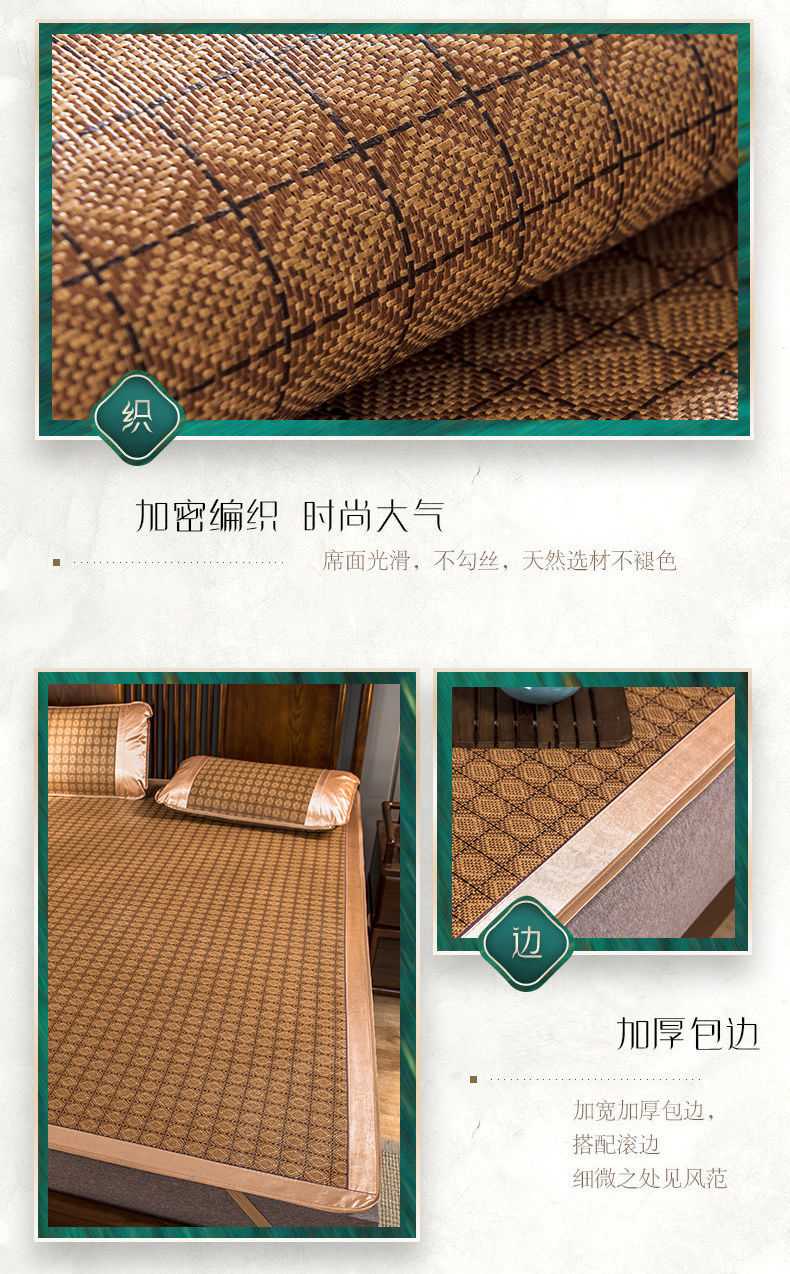 织
加密编织 时尚大气
席面光滑，不勾丝，天然选材不褪色
边
加厚包边
加宽加厚包边，
搭配滚边
细微之处见风范